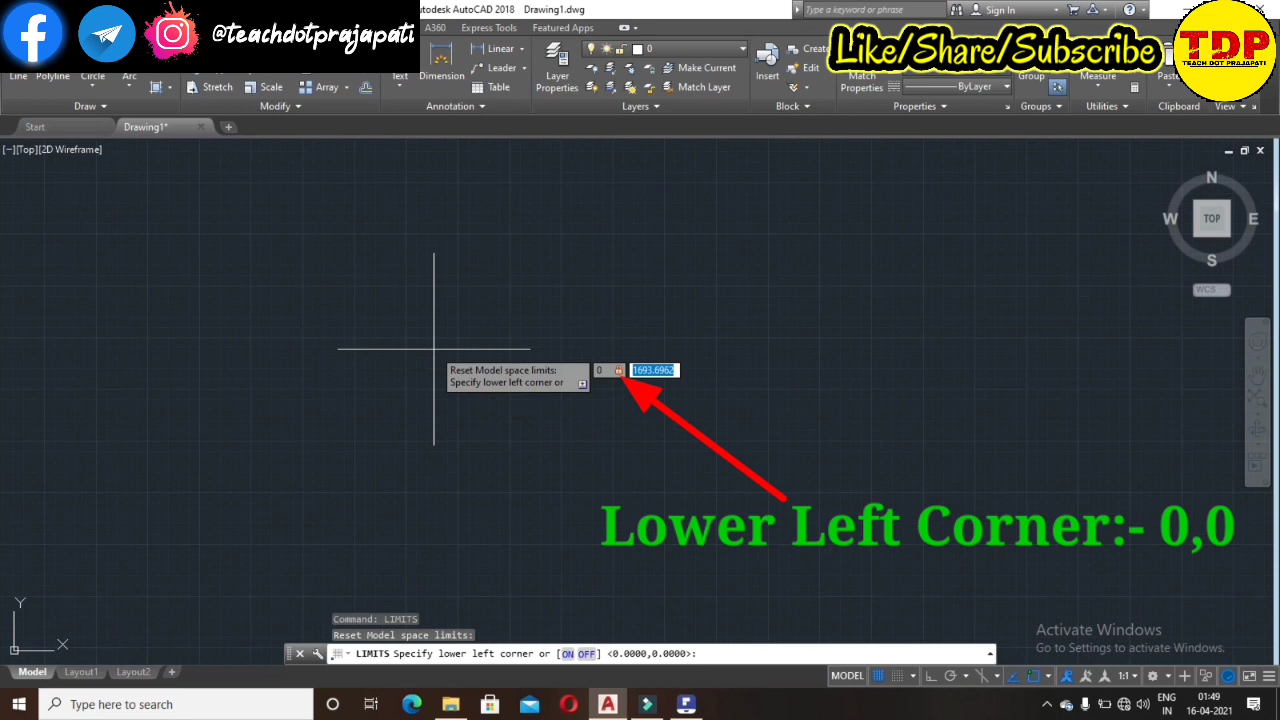 @teachdotprajapati
utodesk AutoCAD 2018 Drawing1.dwg
Type a keyword or phrase
Sign In
Like/Share/Subscribe
TDP
TEACH DOT PRAJAPATI
A360 Express Tools Featured Apps
Linear
Leader
Table
0
Make Current
Match Layer
Create
Edit
Line Polyline Circle Arc
Stretch Scale Array
Text Dimension
Layer
Properties
Insert
Match
Properties
ByLayer
Group
Measure
Draw Modify Annotation Layers Block Properties Groups Utilities Clipboard View
Start Drawing1*
[−][Top][2D Wireframe]
N
W TOP E
S
WCS
Reset Model space limits:
Specify lower left corner or
0 1693.6962
Lower Left Corner:- 0,0
Y
X
Command: LIMITS
Reset Model space limits:
LIMITS Specify lower left corner or [ON OFF] <0.0000,0.0000>:
Activate Windows
Go to Settings to activate Windows.
Model Layout1 Layout2
MODEL 1:1
Type here to search
ENG
IN
01:49
16-04-2021